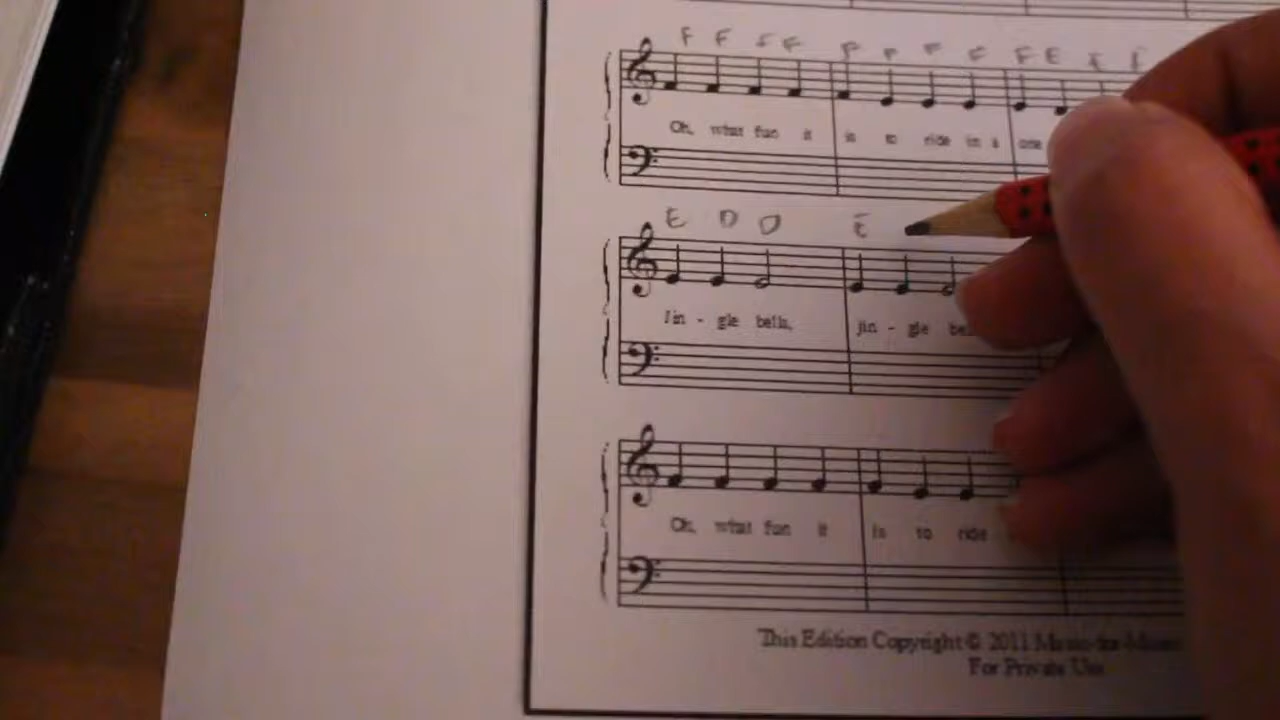 F F F F F F F F F E
Oh, what fun it is to ride in a one
E D D E
Jin - gle bells, jin - gle
Oh, what fun it is to ride
This Edition Copyright © 2011
For Private Use